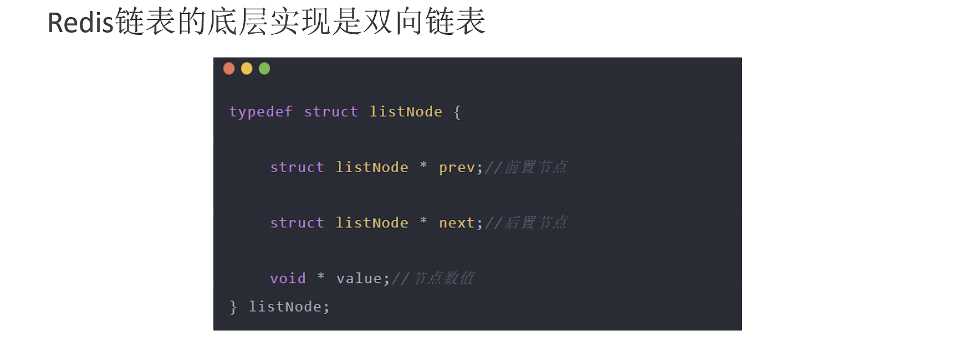 Redis链表的底层实现是双向链表
typedef struct listNode {
struct listNode * prev;//前置节点
struct listNode * next;//后置节点
void * value;//节点数值
} listNode;